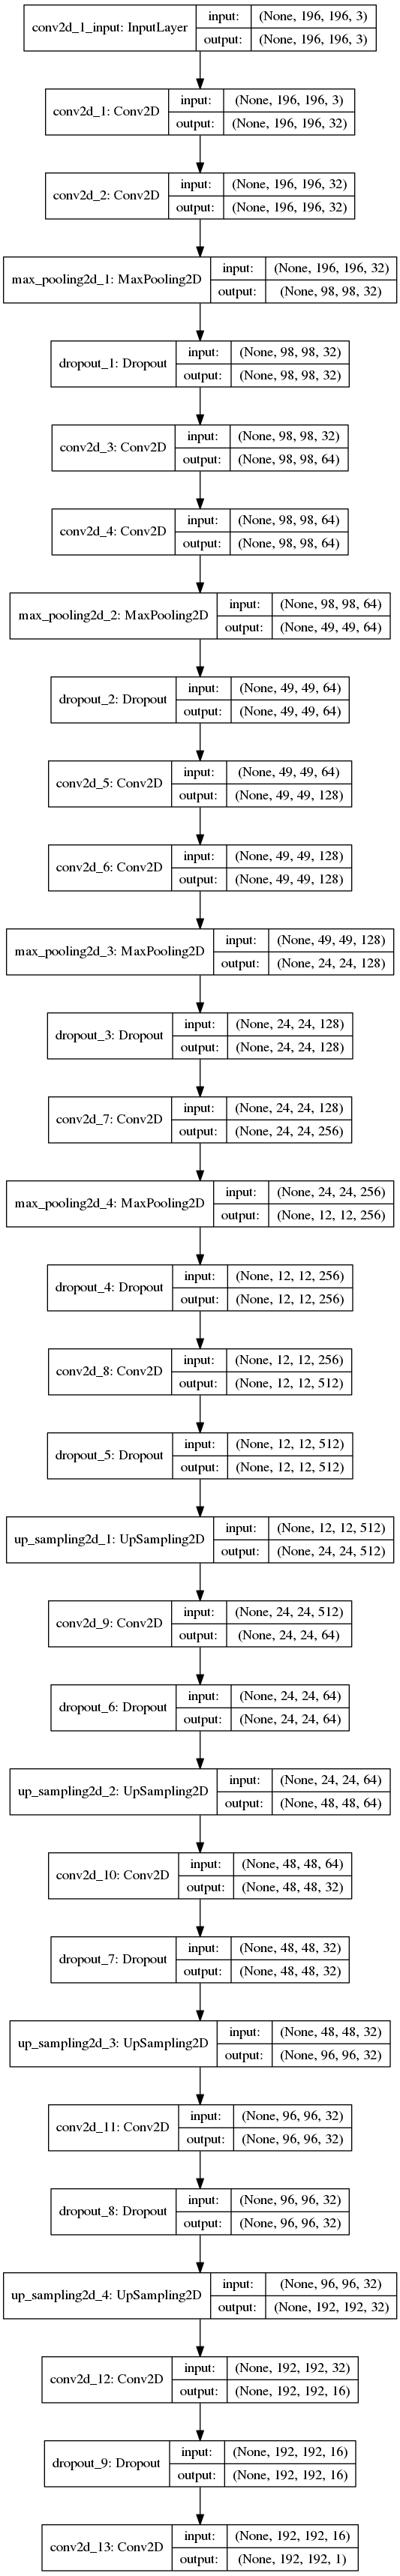 conv2d_1_input: InputLayer
input: (None, 196, 196, 3)
output: (None, 196, 196, 3)
conv2d_1: Conv2D
input: (None, 196, 196, 3)
output: (None, 196, 196, 32)
conv2d_2: Conv2D
input: (None, 196, 196, 32)
output: (None, 196, 196, 32)
max_pooling2d_1: MaxPooling2D
input: (None, 196, 196, 32)
output: (None, 98, 98, 32)
dropout_1: Dropout
input: (None, 98, 98, 32)
output: (None, 98, 98, 32)
conv2d_3: Conv2D
input: (None, 98, 98, 32)
output: (None, 98, 98, 64)
conv2d_4: Conv2D
input: (None, 98, 98, 64)
output: (None, 98, 98, 64)
max_pooling2d_2: MaxPooling2D
input: (None, 98, 98, 64)
output: (None, 49, 49, 64)
dropout_2: Dropout
input: (None, 49, 49, 64)
output: (None, 49, 49, 64)
conv2d_5: Conv2D
input: (None, 49, 49, 64)
output: (None, 49, 49, 128)
conv2d_6: Conv2D
input: (None, 49, 49, 128)
output: (None, 49, 49, 128)
max_pooling2d_3: MaxPooling2D
input: (None, 49, 49, 128)
output: (None, 24, 24, 128)
dropout_3: Dropout
input: (None, 24, 24, 128)
output: (None, 24, 24, 128)
conv2d_7: Conv2D
input: (None, 24, 24, 128)
output: (None, 24, 24, 256)
max_pooling2d_4: MaxPooling2D
input: (None, 24, 24, 256)
output: (None, 12, 12, 256)
dropout_4: Dropout
input: (None, 12, 12, 256)
output: (None, 12, 12, 256)
conv2d_8: Conv2D
input: (None, 12, 12, 256)
output: (None, 12, 12, 512)
dropout_5: Dropout
input: (None, 12, 12, 512)
output: (None, 12, 12, 512)
up_sampling2d_1: UpSampling2D
input: (None, 12, 12, 512)
output: (None, 24, 24, 512)
conv2d_9: Conv2D
input: (None, 24, 24, 512)
output: (None, 24, 24, 64)
dropout_6: Dropout
input: (None, 24, 24, 64)
output: (None, 24, 24, 64)
up_sampling2d_2: UpSampling2D
input: (None, 24, 24, 64)
output: (None, 48, 48, 64)
conv2d_10: Conv2D
input: (None, 48, 48, 64)
output: (None, 48, 48, 32)
dropout_7: Dropout
input: (None, 48, 48, 32)
output: (None, 48, 48, 32)
up_sampling2d_3: UpSampling2D
input: (None, 48, 48, 32)
output: (None, 96, 96, 32)
conv2d_11: Conv2D
input: (None, 96, 96, 32)
output: (None, 96, 96, 32)
dropout_8: Dropout
input: (None, 96, 96, 32)
output: (None, 96, 96, 32)
up_sampling2d_4: UpSampling2D
input: (None, 96, 96, 32)
output: (None, 192, 192, 32)
conv2d_12: Conv2D
input: (None, 192, 192, 32)
output: (None, 192, 192, 16)
dropout_9: Dropout
input: (None, 192, 192, 16)
output: (None, 192, 192, 16)
conv2d_13: Conv2D
input: (None, 192, 192, 16)
output: (None, 192, 192, 1)